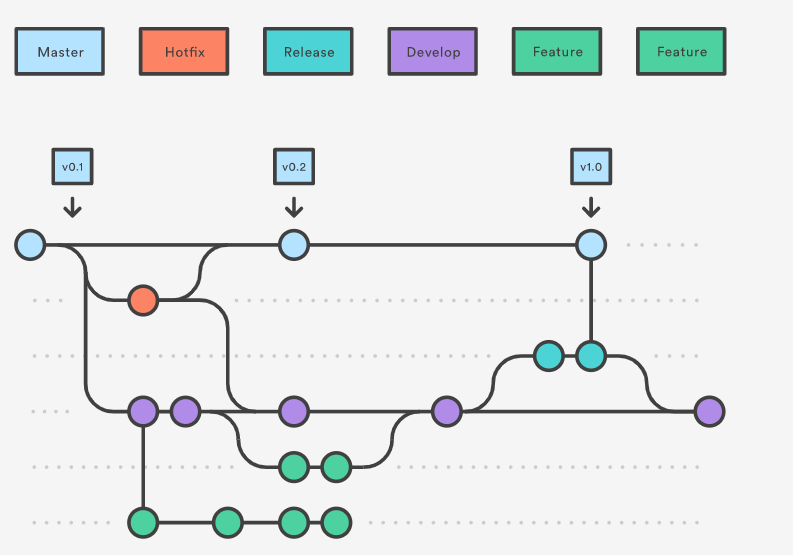 Master
Hotfix
Release
Develop
Feature
Feature
v0.1
v0.2
v1.0